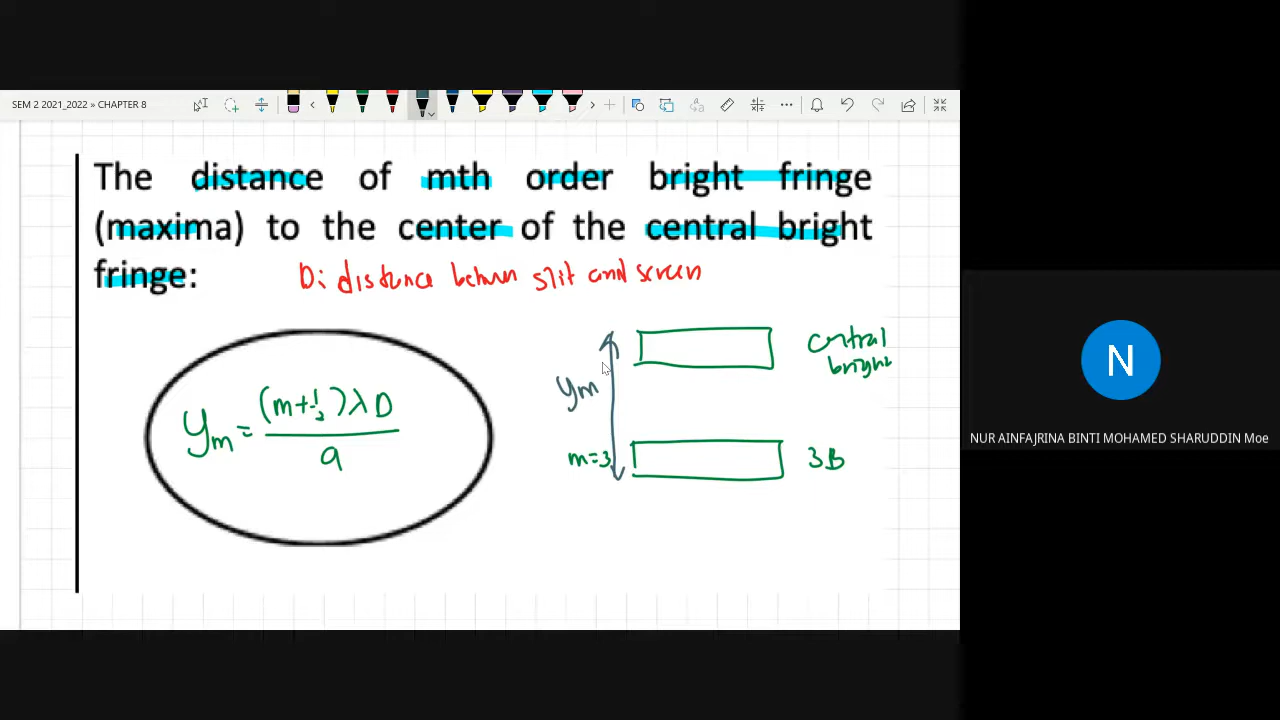 SEM 2 2021_2022 » CHAPTER 8
The distance of mth order bright fringe
(maxima) to the center of the central bright
fringe:
D: distance between slit and screen
ym = (m+1/2)λD
a
central
bright
ym
m=3
3B
N
NUR AINFAJRINA BINTI MOHAMED SHARUDDIN Moe